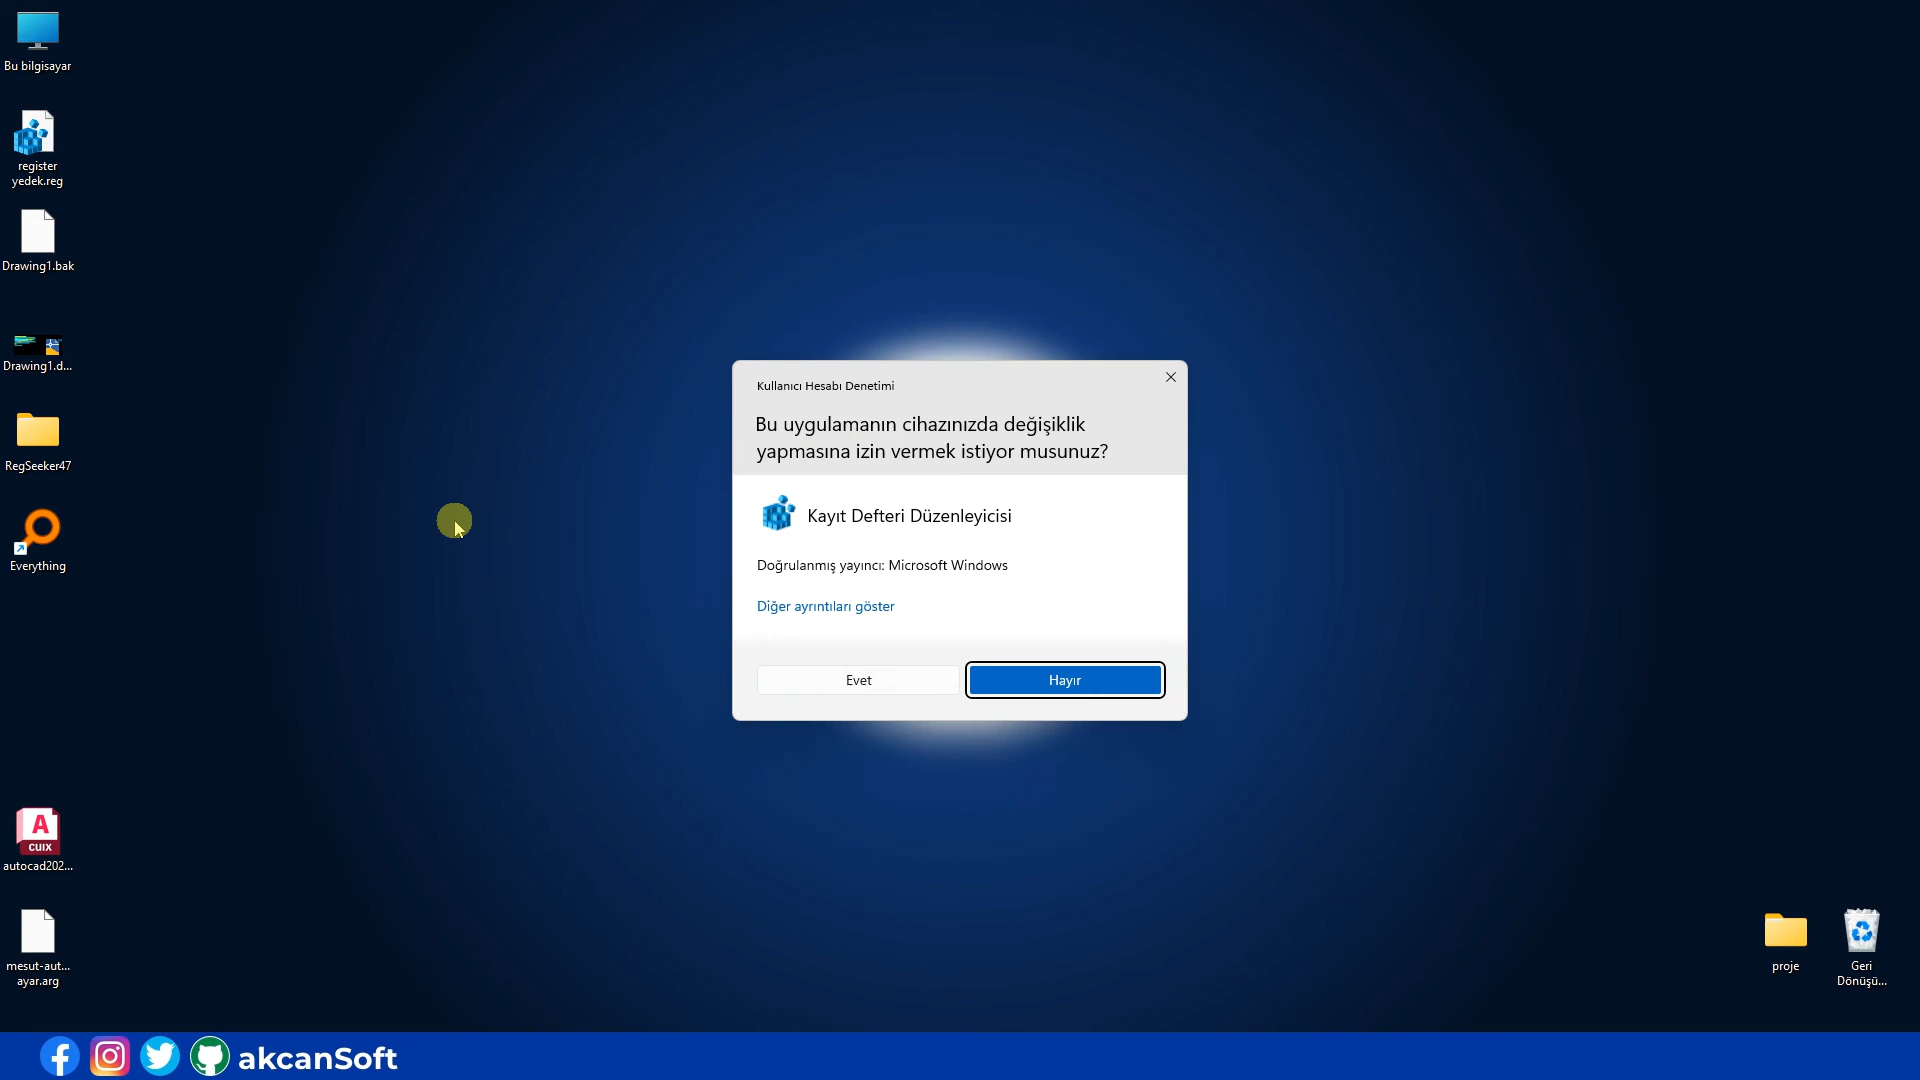 Bu bilgisayar
register
yedek.reg
Drawing1.bak
Drawing1.d...
RegSeeker47
Everything
A
CUIX
autocad202...
mesut-aut...
ayar.arg
Kullanıcı Hesabı Denetimi
Bu uygulamanın cihazınızda değişiklik
yapmasına izin vermek istiyor musunuz?
Kayıt Defteri Düzenleyicisi
Doğrulanmış yayıncı: Microsoft Windows
Diğer ayrıntıları göster
Evet
Hayır
proje
Geri
Dönüşü...
akcanSoft